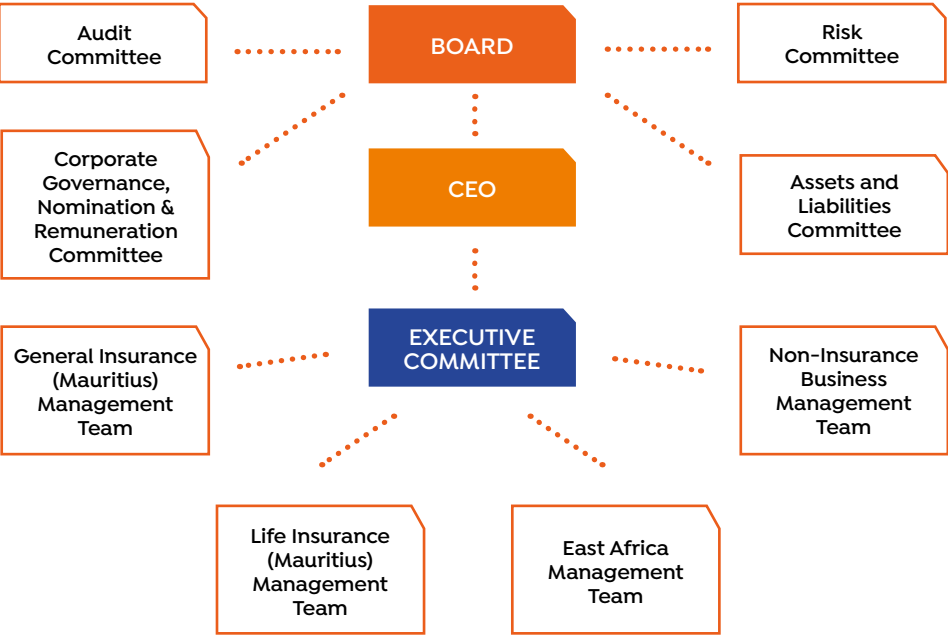 Audit
Committee
BOARD
Risk
Committee
Corporate
Governance,
Nomination &
Remuneration
Committee
CEO
Assets and
Liabilities
Committee
General Insurance
(Mauritius)
Management
Team
EXECUTIVE
COMMITTEE
Non-Insurance
Business
Management
Team
Life Insurance
(Mauritius)
Management
Team
East Africa
Management
Team